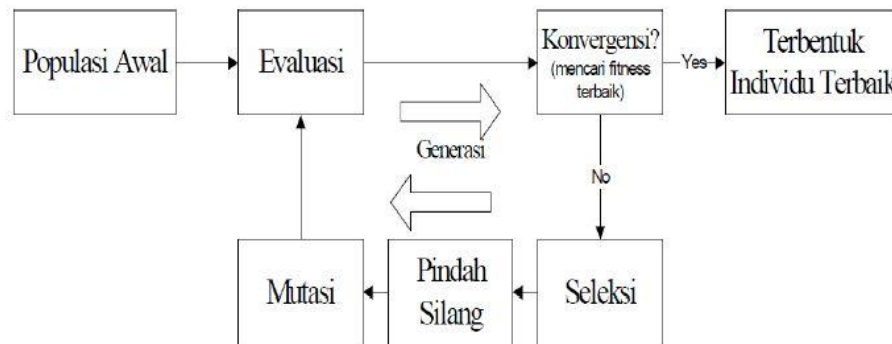 Populasi Awal
Evaluasi
Konvergensi?
(mencari fitness
terbaik)
Yes
Terbentuk
Individu Terbaik
Generasi
No
Mutasi
Pindah
Silang
Seleksi